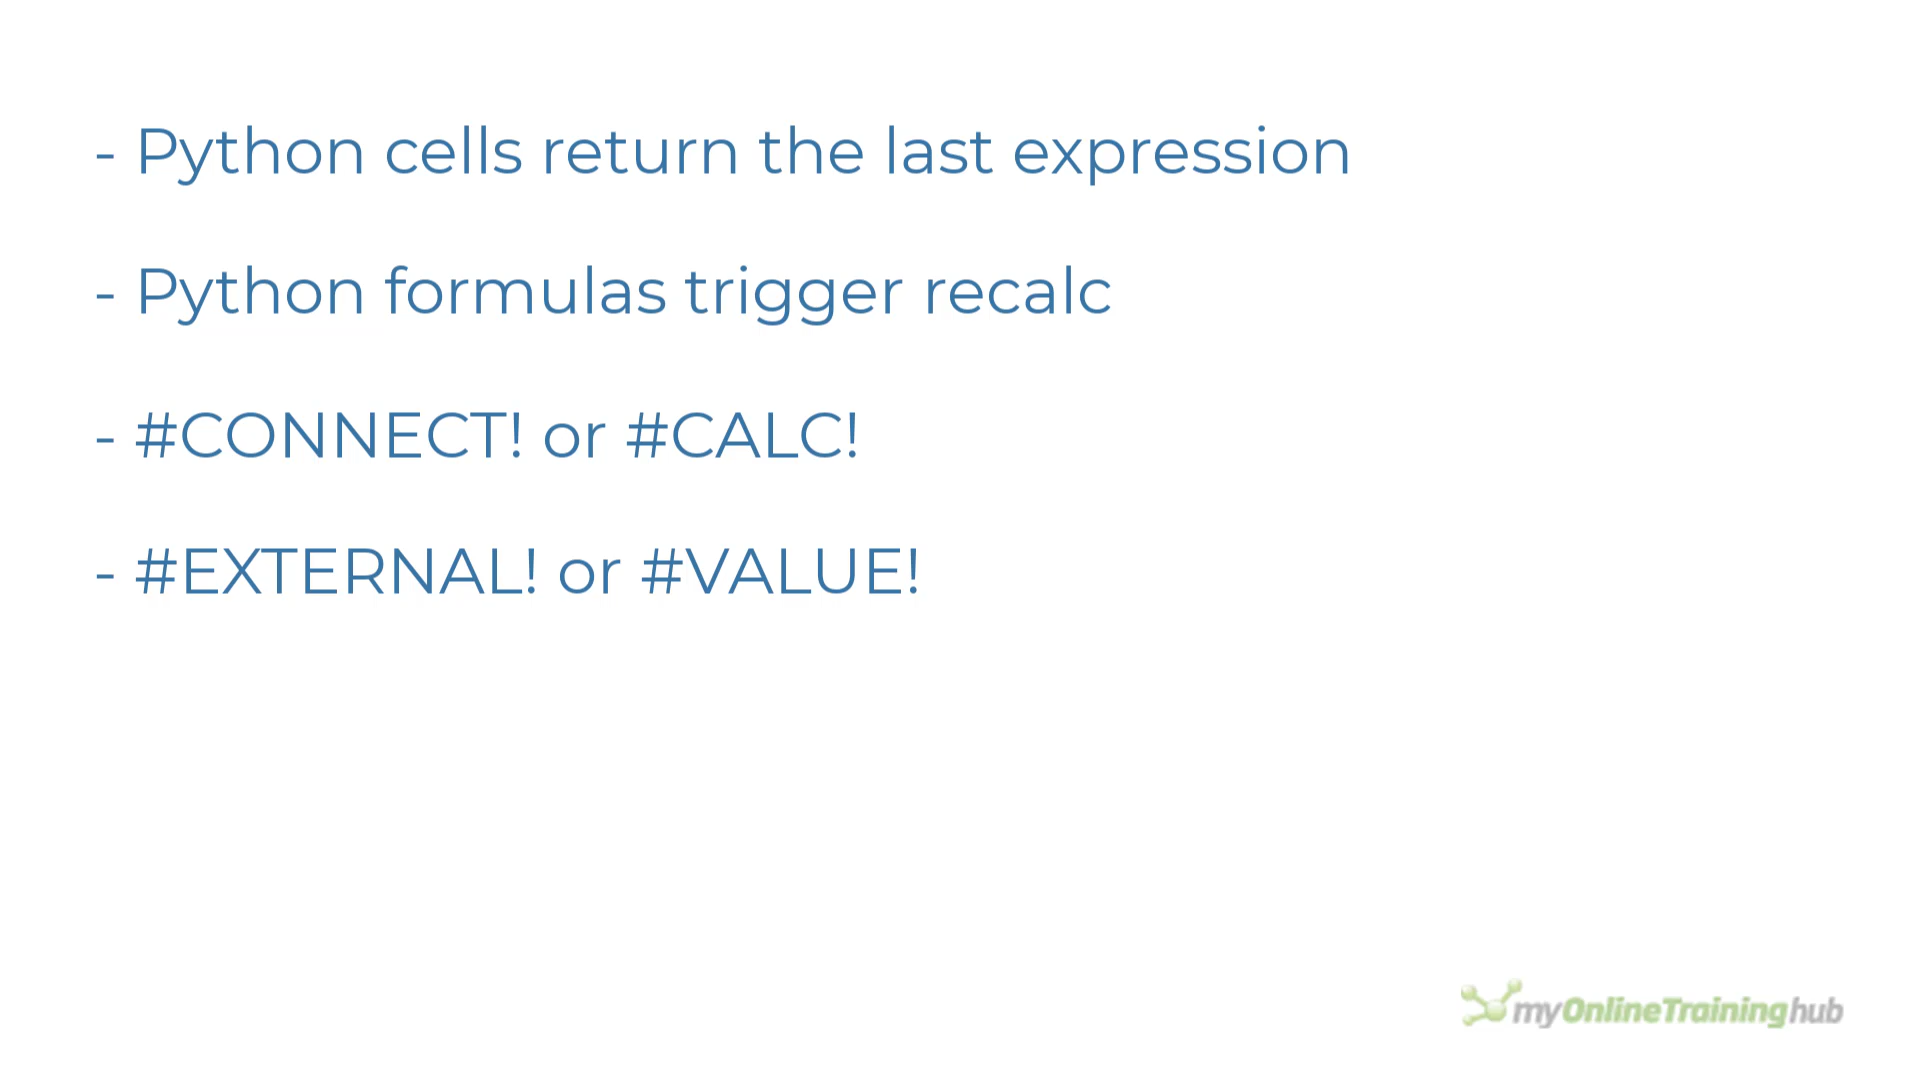 - Python cells return the last expression
- Python formulas trigger recalc
- #CONNECT! or #CALC!
- #EXTERNAL! or #VALUE!
myOnlineTraininghub